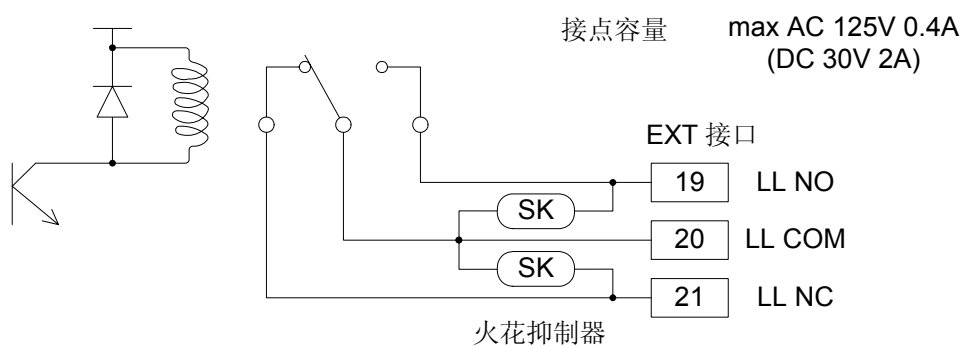 接点容量 max AC 125V 0.4A
(DC 30V 2A)
EXT 接口
19 LL NO
SK
20 LL COM
SK
21 LL NC
火花抑制器